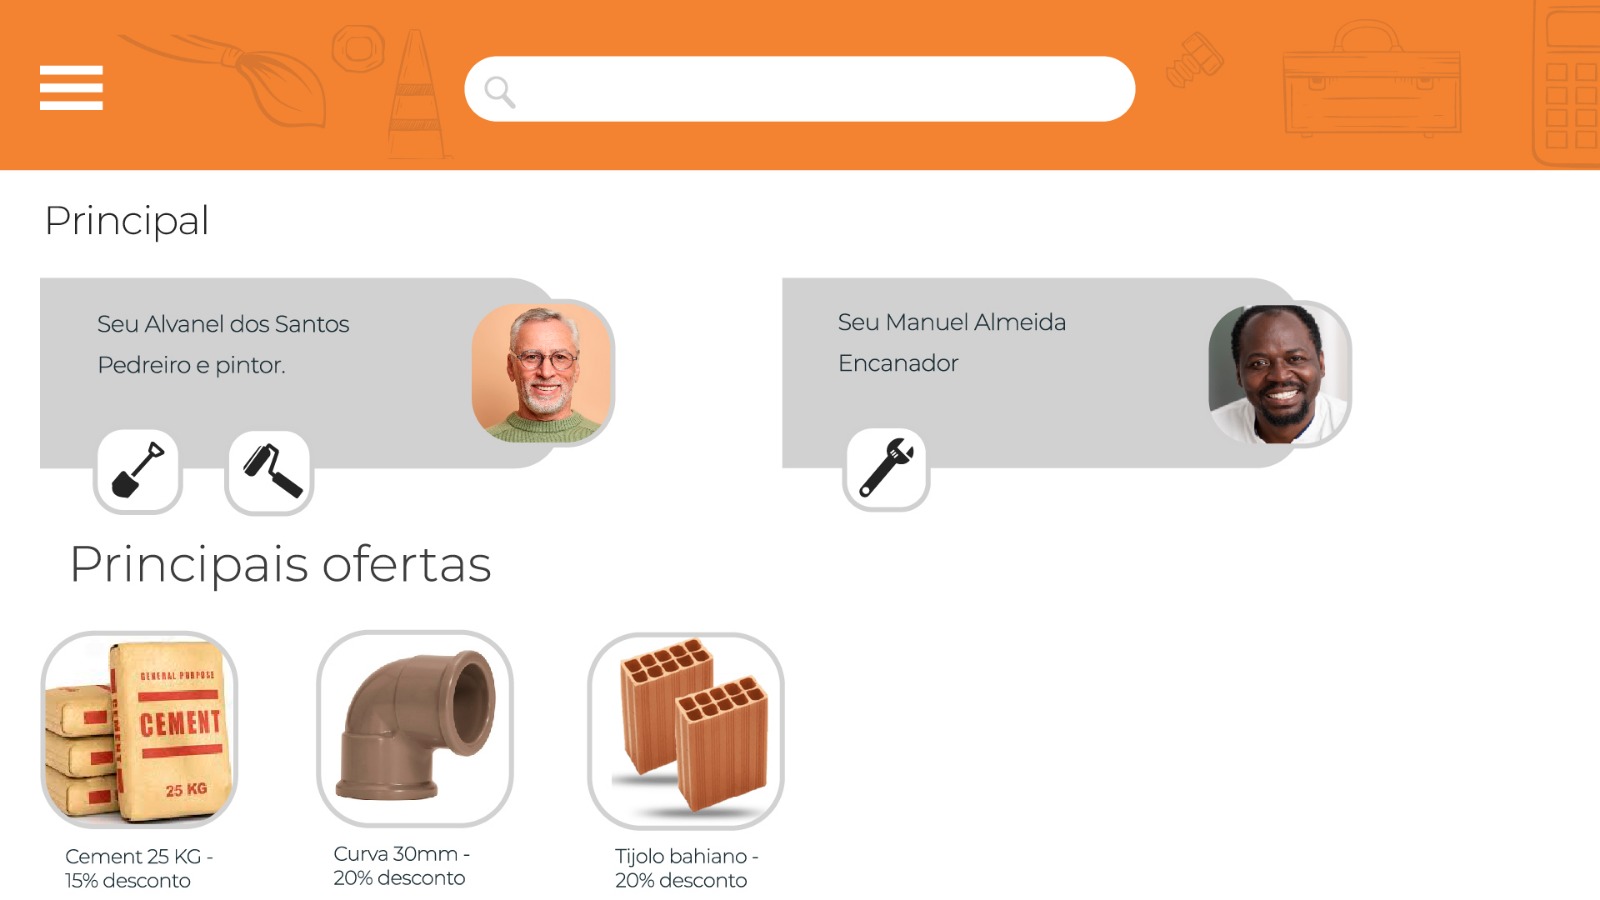 Principal
Seu Alvanel dos Santos
Pedreiro e pintor.
Seu Manuel Almeida
Encanador
Principais ofertas
GENERAL PURPOSE
CEMENT
25 KG
Cement 25 KG -
15% desconto
Curva 30mm -
20% desconto
Tijolo bahiano -
20% desconto